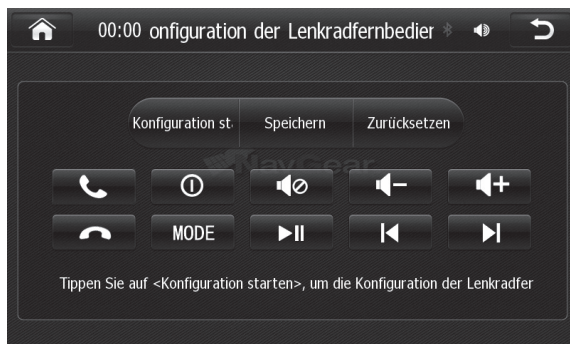 00:00 onfiguration der Lenkradfernbedier
Konfiguration st
Speichern
Zurücksetzen
NavGear
MODE
Tippen Sie auf <Konfiguration starten>, um die Konfiguration der Lenkradfer